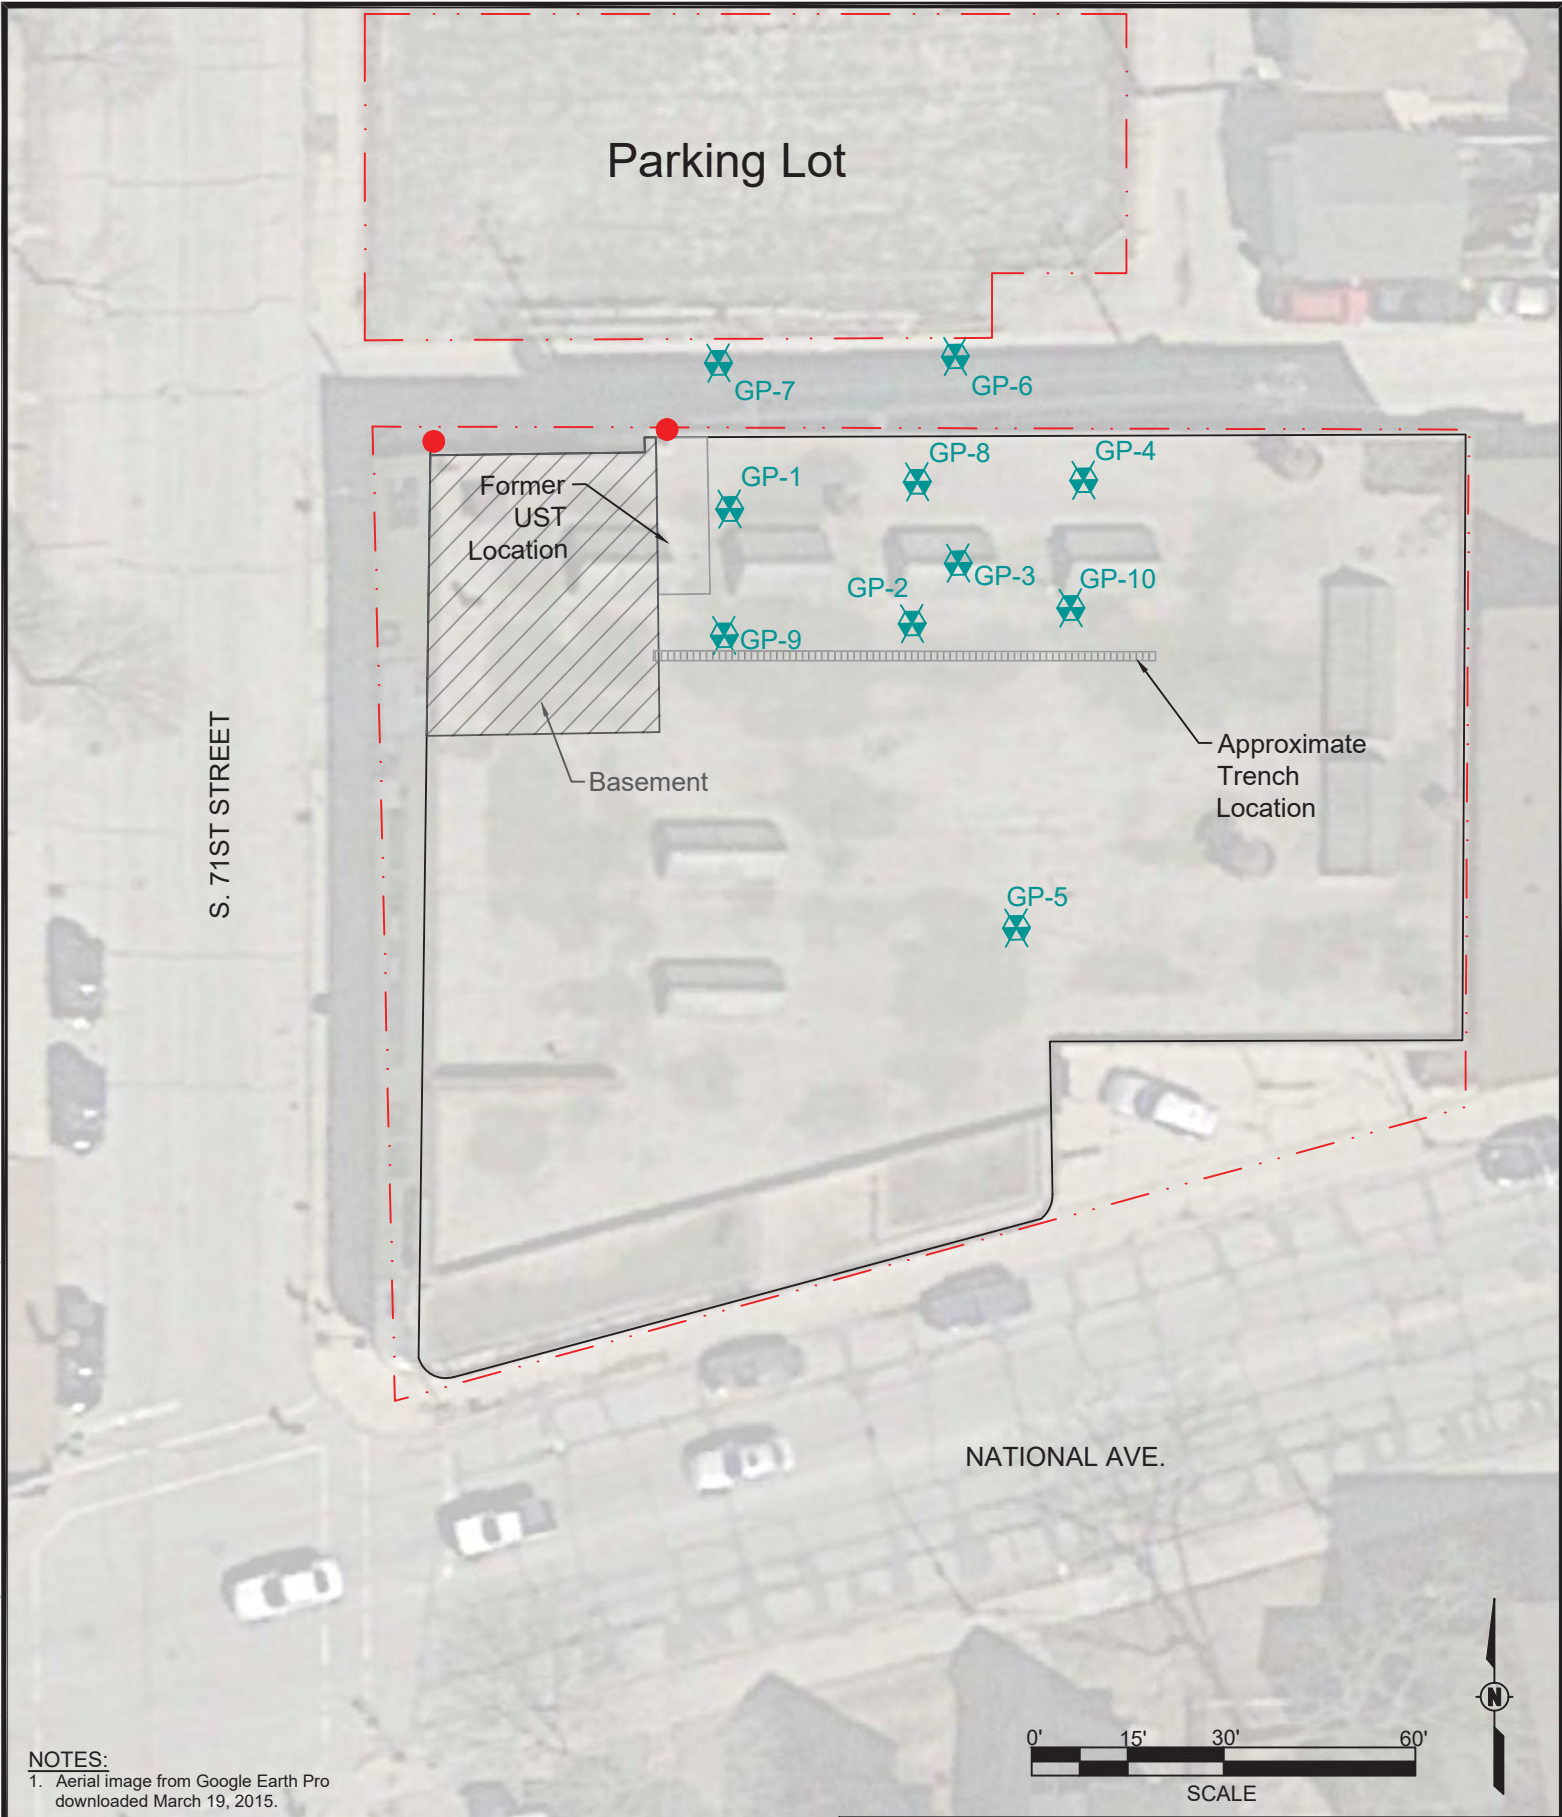 Parking Lot
GP-7
GP-6
GP-8
GP-4
GP-1
Former
UST
Location
GP-3
GP-10
GP-2
GP-9
S. 71ST STREET
Approximate
Trench
Location
Basement
GP-5
NATIONAL AVE.
N
0' 15' 30' 60'
SCALE
NOTES:
1. Aerial image from Google Earth Pro
downloaded March 19, 2015.